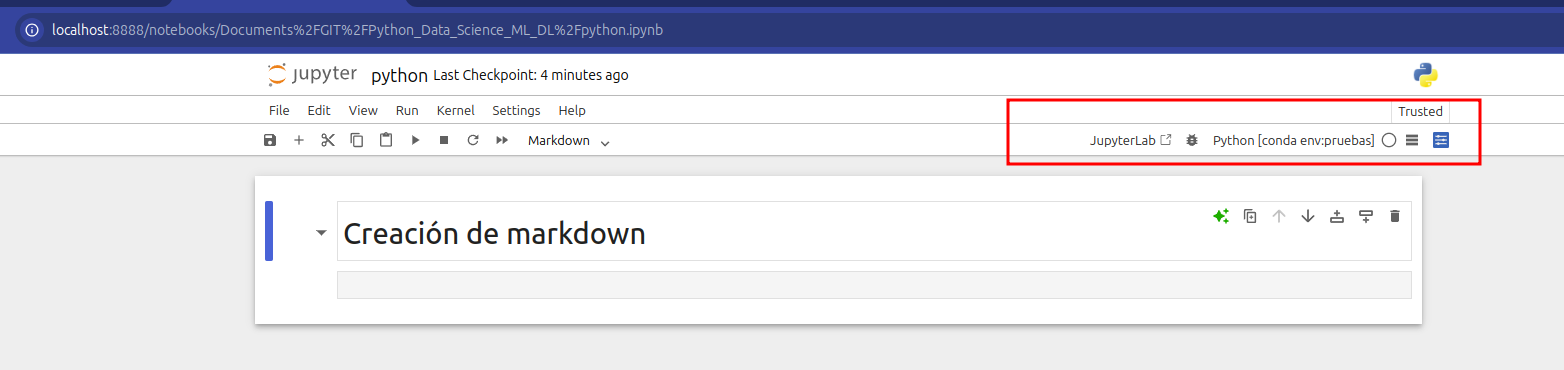 localhost:8888/notebooks/Documents%2FGIT%2FPython_Data_Science_ML_DL%2Fpython.ipynb
jupyter python Last Checkpoint: 4 minutes ago
File Edit View Run Kernel Settings Help Trusted
Markdown JupyterLab Python [conda env:pruebas]
Creación de markdown